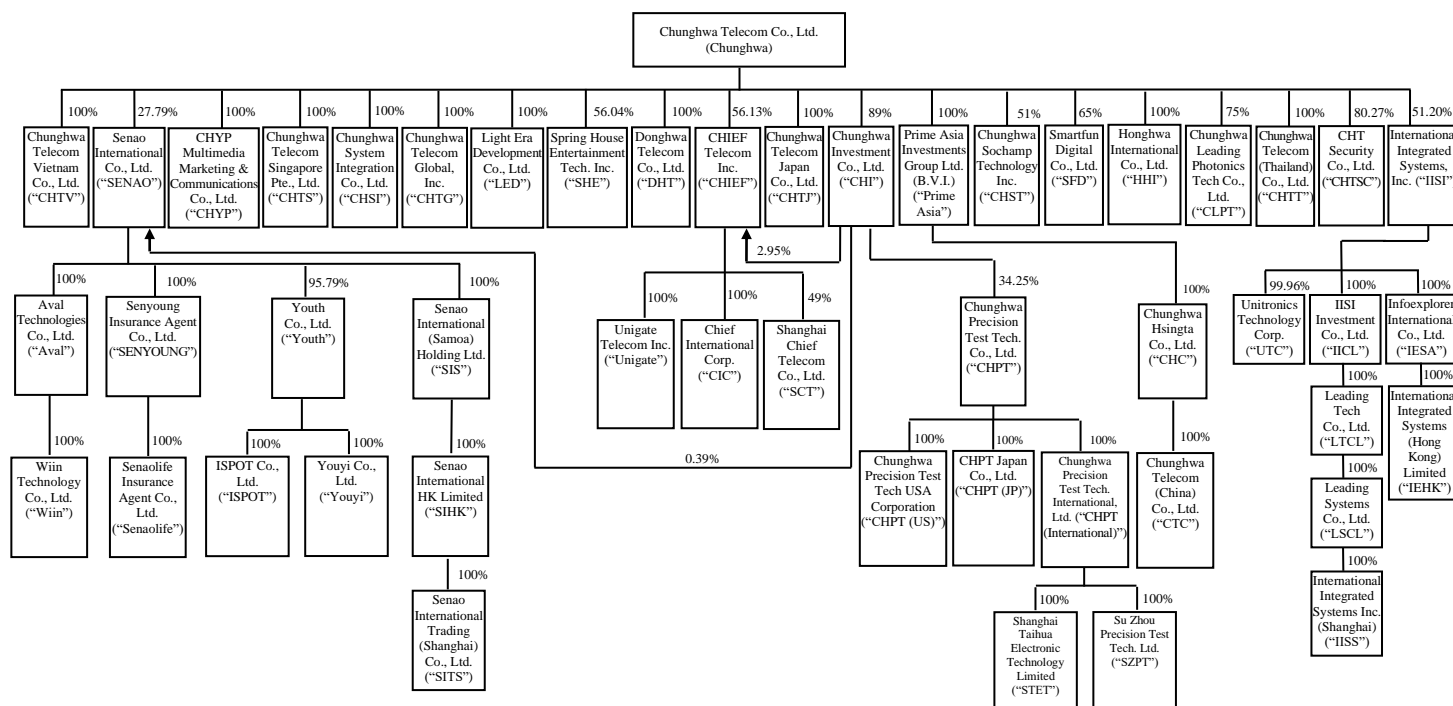 Chunghwa Telecom Co., Ltd.
(Chunghwa)
100%
27.79%
100%
100%
100%
100%
100%
56.04%
100%
56.13%
100%
89%
100%
51%
65%
100%
75%
100%
80.27%
51.20%
Chunghwa
Telecom
Vietnam
Co., Ltd.
(“CHTV”)
Senao
International
Co., Ltd.
(“SENAO”)
CHYP
Multimedia
Marketing &
Communications
Co., Ltd.
(“CHYP”)
Chunghwa
Telecom
Singapore
Pte., Ltd.
(“CHTS”)
Chunghwa
System
Integration
Co., Ltd.
(“CHSI”)
Chunghwa
Telecom
Global,
Inc.
(“CHTG”)
Light Era
Development
Co., Ltd.
(“LED”)
Spring House
Entertainment
Tech. Inc.
(“SHE”)
Donghwa
Telecom
Co., Ltd.
(“DHT”)
CHIEF
Telecom
Inc.
(“CHIEF”)
Chunghwa
Telecom
Japan
Co., Ltd.
(“CHTJ”)
Chunghwa
Investment
Co., Ltd.
(“CHI”)
Prime Asia
Investments
Group Ltd.
(B.V.I.)
(“Prime
Asia”)
Chunghwa
Sochamp
Technology
Inc.
(“CHST”)
Smartfun
Digital
Co., Ltd.
(“SFD”)
Honghwa
International
Co., Ltd.
(“HHI”)
Chunghwa
Leading
Photonics
Tech Co.,
Ltd.
(“CLPT”)
Chunghwa
Telecom
(Thailand)
Co., Ltd.
(“CHTT”)
CHT
Security
Co., Ltd.
(“CHTSC”)
International
Integrated
Systems,
Inc. (“IISI”)
2.95%
0.39%
100%
100%
95.79%
100%
Aval
Technologies
Co., Ltd.
(“Aval”)
Senyoung
Insurance Agent
Co., Ltd.
(“SENYOUNG”)
Youth
Co., Ltd.
(“Youth”)
Senao
International
(Samoa)
Holding Ltd.
(“SIS”)
100%
100%
49%
Unigate
Telecom Inc.
(“Unigate”)
Chief
International
Corp.
(“CIC”)
Shanghai
Chief
Telecom
Co., Ltd.
(“SCT”)
34.25%
Chunghwa
Precision
Test Tech.
Co., Ltd.
(“CHPT”)
100%
Chunghwa
Hsingta
Co., Ltd.
(“CHC”)
99.96%
100%
100%
Unitronics
Technology
Corp.
(“UTC”)
IISI
Investment
Co., Ltd.
(“IICL”)
Infoexplorer
International
Co., Ltd.
(“IESA”)
100%
100%
100%
100%
100%
Wiin
Technology
Co., Ltd.
(“Wiin”)
Senaolife
Insurance
Agent Co., Ltd.
(“Senaolife”)
ISPOT Co.,
Ltd.
(“ISPOT”)
Youyi Co.,
Ltd.
(“Youyi”)
Senao
International
HK Limited
(“SIHK”)
100%
100%
100%
100%
Chunghwa
Precision Test
Tech USA
Corporation
(“CHPT (US)”)
CHPT Japan
Co., Ltd.
(“CHPT (JP)”)
Chunghwa
Precision
Test Tech.
International,
Ltd. (“CHPT
(International)”)
Chunghwa
Telecom
(China)
Co., Ltd.
(“CTC”)
100%
100%
Leading
Tech
Co., Ltd.
(“LTCL”)
International
Integrated
Systems
(Hong
Kong)
Limited
(“IEHK”)
100%
Leading
Systems
Co., Ltd.
(“LSCL”)
100%
International
Integrated
Systems Inc.
(Shanghai)
(“IISS”)
100%
Senao
International
Trading
(Shanghai)
Co., Ltd.
(“SITS”)
100%
100%
Shanghai
Taihua
Electronic
Technology
Limited
(“STET”)
Su Zhou
Precision Test
Tech. Ltd.
(“SZPT”)